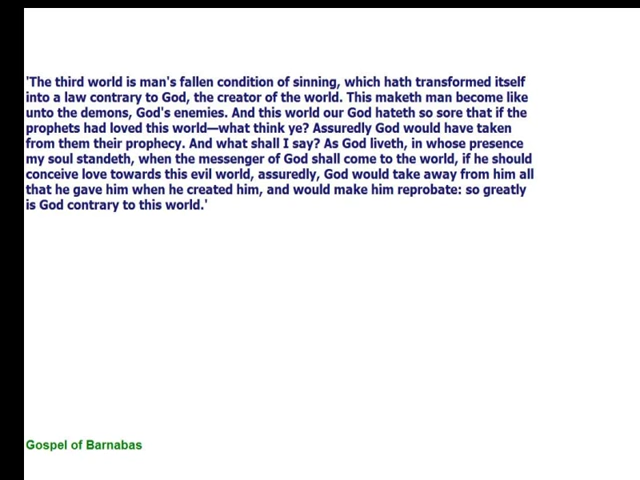 'The third world is man's fallen condition of sinning, which hath transformed itself
into a law contrary to God, the creator of the world. This maketh man become like
unto the demons, God's enemies. And this world our God hateth so sore that if the
prophets had loved this world—what think ye? Assuredly God would have taken
from them their prophecy. And what shall I say? As God liveth, in whose presence
my soul standeth, when the messenger of God shall come to the world, if he should
conceive love towards this evil world, assuredly, God would take away from him all
that he gave him when he created him, and would make him reprobate: so greatly
is God contrary to this world.'
Gospel of Barnabas